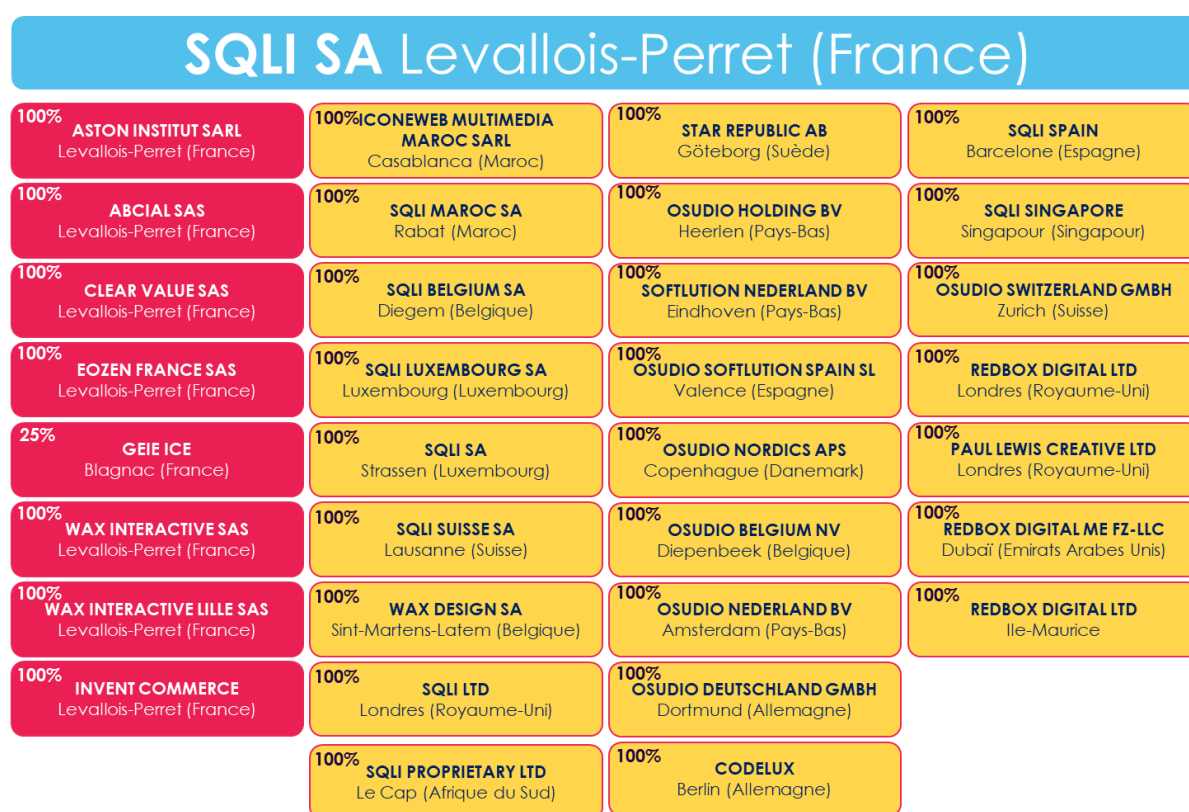 SQLI SA Levallois-Perret (France)
100%
ASTON INSTITUT SARL
Levallois-Perret (France)
100%
ABCIAL SAS
Levallois-Perret (France)
100%
CLEAR VALUE SAS
Levallois-Perret (France)
100%
EOZEN FRANCE SAS
Levallois-Perret (France)
25%
GEIE ICE
Blagnac (France)
100%
WAX INTERACTIVE SAS
Levallois-Perret (France)
100%
WAX INTERACTIVE LILLE SAS
Levallois-Perret (France)
100%
INVENT COMMERCE
Levallois-Perret (France)
100%
ICONEWEB MULTIMEDIA
MAROC SARL
Casablanca (Maroc)
100%
SQLI MAROC SA
Rabat (Maroc)
100%
SQLI BELGIUM SA
Diegem (Belgique)
100%
SQLI LUXEMBOURG SA
Luxembourg (Luxembourg)
100%
SQLI SA
Strassen (Luxembourg)
100%
SQLI SUISSE SA
Lausanne (Suisse)
100%
WAX DESIGN SA
Sint-Martens-Latem (Belgique)
100%
SQLI LTD
Londres (Royaume-Uni)
100%
SQLI PROPRIETARY LTD
Le Cap (Afrique du Sud)
100%
STAR REPUBLIC AB
Göteborg (Suède)
100%
OSUDIO HOLDING BV
Heerlen (Pays-Bas)
100%
SOFTLUTION NEDERLAND BV
Eindhoven (Pays-Bas)
100%
OSUDIO SOFTLUTION SPAIN SL
Valence (Espagne)
100%
OSUDIO NORDICS APS
Copenhague (Danemark)
100%
OSUDIO BELGIUM NV
Diepenbeek (Belgique)
100%
OSUDIO NEDERLAND BV
Amsterdam (Pays-Bas)
100%
OSUDIO DEUTSCHLAND GMBH
Dortmund (Allemagne)
100%
CODELUX
Berlin (Allemagne)
100%
SQLI SPAIN
Barcelone (Espagne)
100%
SQLI SINGAPORE
Singapour (Singapour)
100%
OSUDIO SWITZERLAND GMBH
Zurich (Suisse)
100%
REDBOX DIGITAL LTD
Londres (Royaume-Uni)
100%
PAUL LEWIS CREATIVE LTD
Londres (Royaume-Uni)
100%
REDBOX DIGITAL ME FZ-LLC
Dubaï (Emirats Arabes Unis)
100%
REDBOX DIGITAL LTD
Ile-Maurice